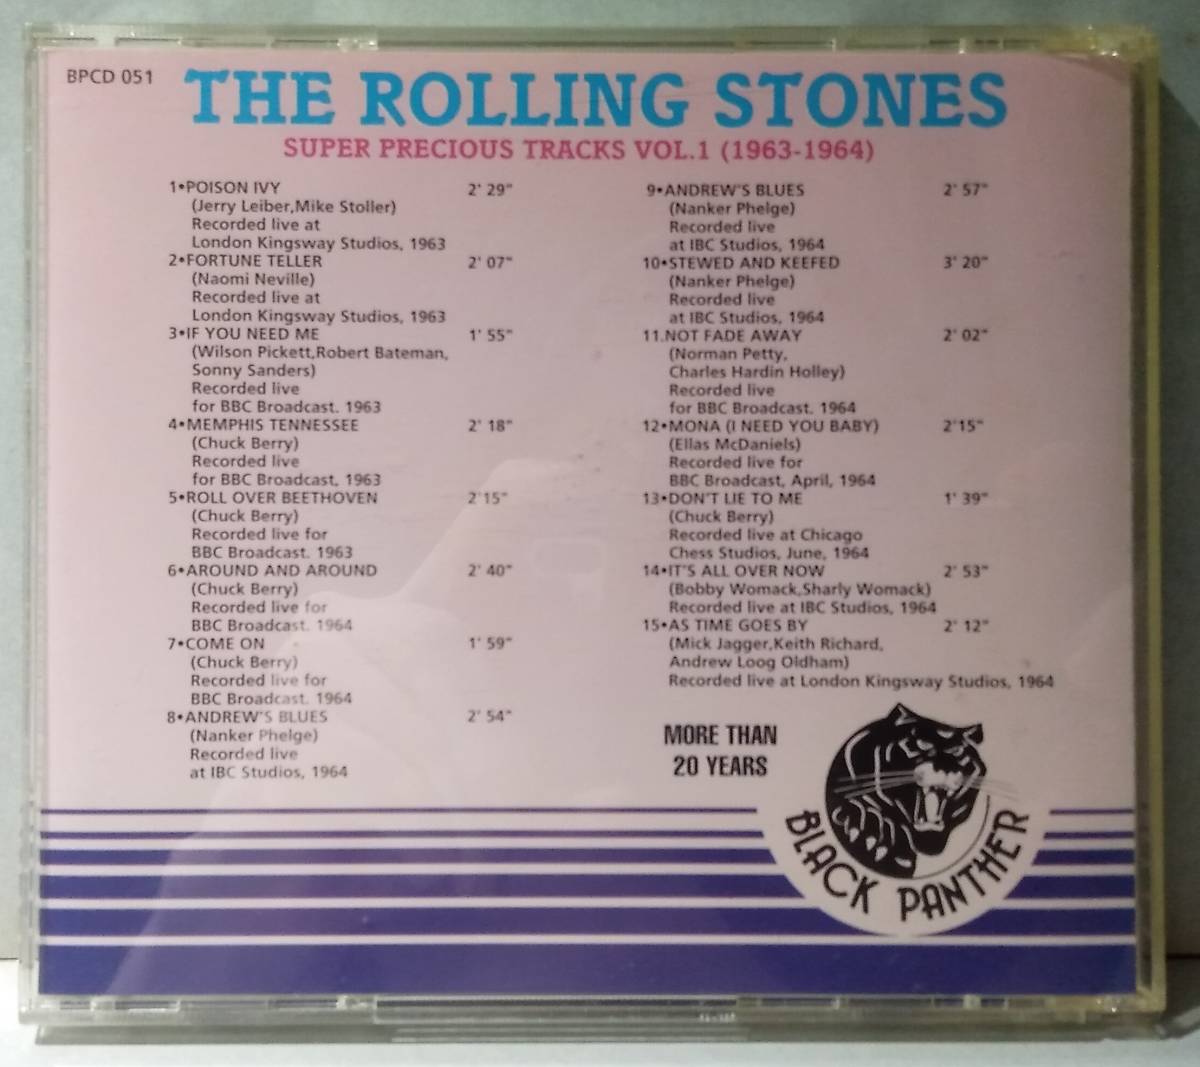 BPCD 051
THE ROLLING STONES
SUPER PRECIOUS TRACKS VOL.1 (1963-1964)
1•POISON IVY 2' 29"
(Jerry Leiber,Mike Stoller)
Recorded live at
London Kingsway Studios, 1963
2•FORTUNE TELLER 2' 07"
(Naomi Neville)
Recorded live at
London Kingsway Studios, 1963
3•IF YOU NEED ME 1' 55"
(Wilson Pickett,Robert Bateman,
Sonny Sanders)
Recorded live
for BBC Broadcast. 1963
4•MEMPHIS TENNESSEE 2' 18"
(Chuck Berry)
Recorded live
for BBC Broadcast, 1963
5•ROLL OVER BEETHOVEN 2'15"
(Chuck Berry)
Recorded live for
BBC Broadcast. 1963
6•AROUND AND AROUND 2' 40"
(Chuck Berry)
Recorded live for
BBC Broadcast. 1964
7•COME ON 1' 59"
(Chuck Berry)
Recorded live for
BBC Broadcast. 1964
8•ANDREW'S BLUES 2' 54"
(Nanker Phelge)
Recorded live
at IBC Studios, 1964
9•ANDREW'S BLUES 2' 57"
(Nanker Phelge)
Recorded live
at IBC Studios, 1964
10•STEWED AND KEEFED 3' 20"
(Nanker Phelge)
Recorded live
at IBC Studios, 1964
11.NOT FADE AWAY 2' 02"
(Norman Petty,
Charles Hardin Holley)
Recorded live
for BBC Broadcast. 1964
12•MONA (I NEED YOU BABY) 2'15"
(Ellas McDaniels)
Recorded live for
BBC Broadcast, April, 1964
13•DON'T LIE TO ME 1' 39"
(Chuck Berry)
Recorded live at Chicago
Chess Studios, June, 1964
14•IT'S ALL OVER NOW 2' 53"
(Bobby Womack,Sharly Womack)
Recorded live at IBC Studios, 1964
15•AS TIME GOES BY 2' 12"
(Mick Jagger,Keith Richard,
Andrew Loog Oldham)
Recorded live at London Kingsway Studios, 1964
MORE THAN
20 YEARS
BLACK PANTHER